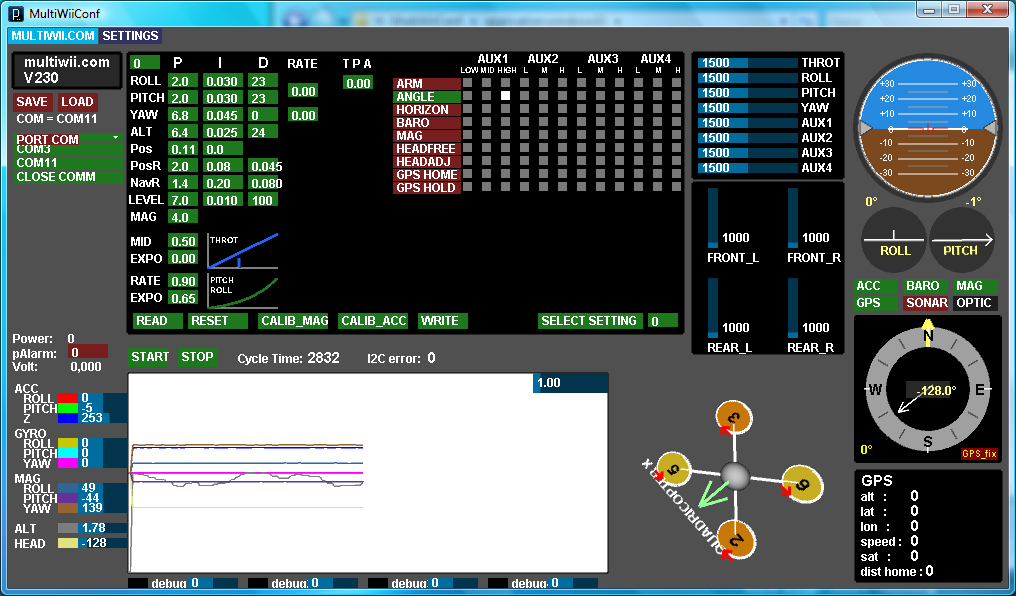 MultiWiiConf
MULTIWII.COM SETTINGS
multiwii.com
V230
SAVE LOAD
COM = COM11
PORT COM
COM3
COM11
CLOSE COMM
0 P I D RATE T P A
ROLL 2.0 0.030 23 0.00 0.00
PITCH 2.0 0.030 23
YAW 6.8 0.045 0 0.00
ALT 6.4 0.025 24
Pos 0.11 0.0
PosR 2.0 0.08 0.045
NavR 1.4 0.20 0.080
LEVEL 7.0 0.010 100
MAG 4.0
MID 0.50
EXPO 0.00
THROT
RATE 0.90
EXPO 0.65
PITCH
ROLL
AUX1 AUX2 AUX3 AUX4
LOW MID HIGH L M H L M H L M H
ARM
ANGLE
HORIZON
BARO
MAG
HEADFREE
HEADADJ
GPS HOME
GPS HOLD
READ RESET CALIB_MAG CALIB_ACC WRITE SELECT SETTING 0
1500 THROT
1500 ROLL
1500 PITCH
1500 YAW
1500 AUX1
1500 AUX2
1500 AUX3
1500 AUX4
1000 1000
FRONT_L FRONT_R
1000 1000
REAR_L REAR_R
+30 +30
+20 +20
+10 +10
0 0
-10 -10
-20 -20
-30 -30
0° -1°
ROLL PITCH
ACC BARO MAG
GPS SONAR OPTIC
N
W -128.0° E
S
0° GPS_fix
GPS
alt : 0
lat : 0
lon : 0
speed : 0
sat : 0
dist home : 0
Power: 0
pAlarm: 0
Volt: 0,000
START STOP Cycle Time: 2832 I2C error: 0
1.00
ACC
ROLL 0
PITCH -5
Z 253
GYRO
ROLL 0
PITCH 0
YAW 0
MAG
ROLL 49
PITCH -44
YAW 139
ALT 1.78
HEAD -128
3
6
6
2
QUADRICOPTER X
debug 0 debug 0 debug 0 debug 0